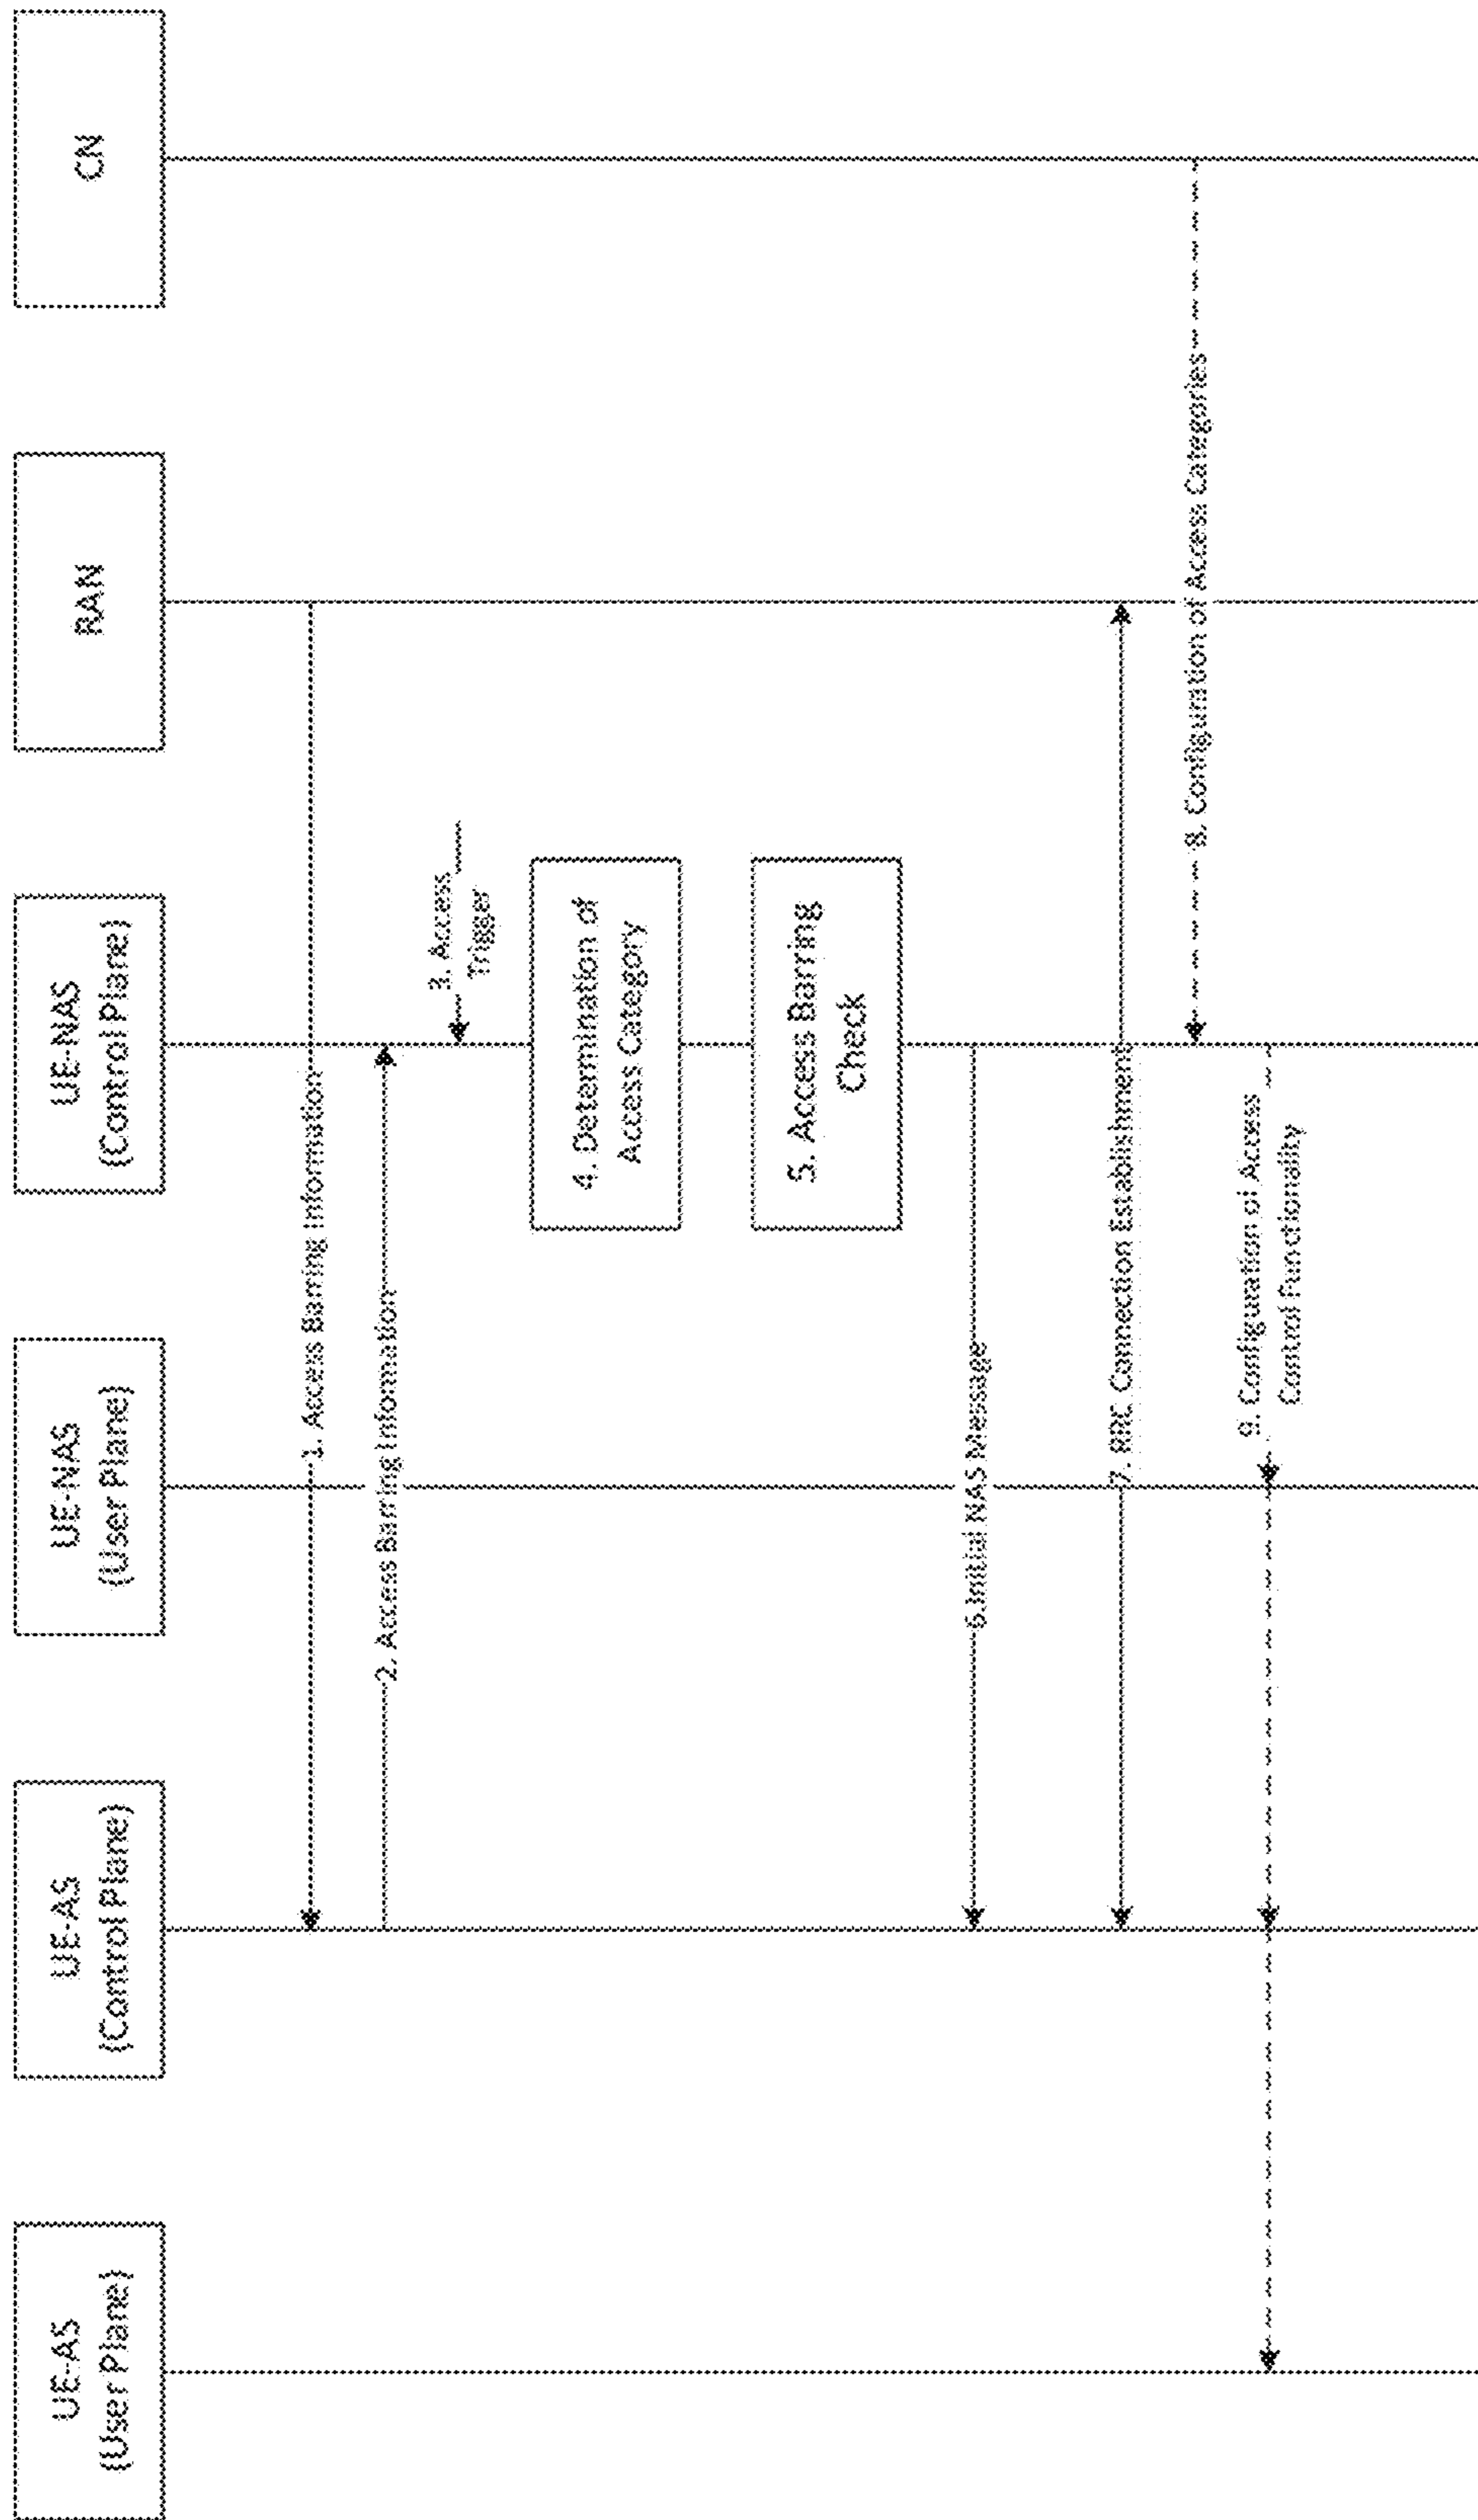 UE-AS
(User Plane)
UE-AS
(Control Plane)
UE-NAS
(User Plane)
UE-NAS
(Control Plane)
RAN
CN
1. Access Barring Information
2. Access Barring Information
3. Access
Trigger
4. Determination of
Access Category
5. Access Barring
Check
6.Initial NAS Message
7. RRC Connection Establishment
8. Configuration of Access Categories
9. Configuration of Access
Control Functionality